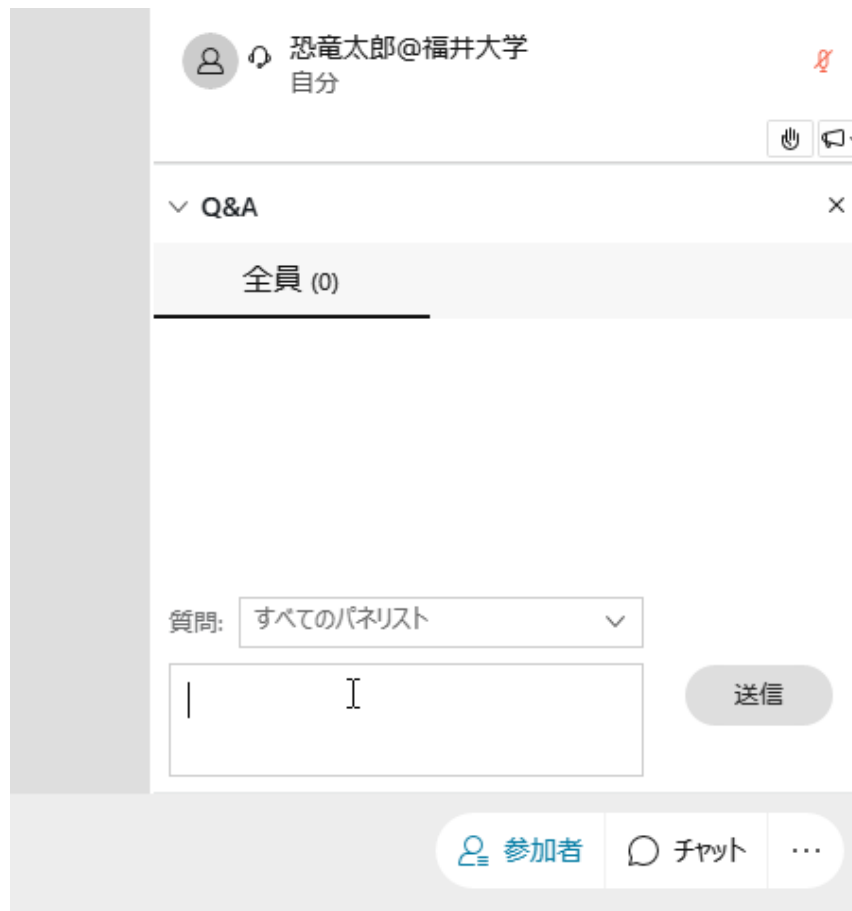 恐竜太郎@福井大学
自分
Q&A
全員 (0)
質問: すべてのパネリスト
送信
参加者 チャット ...